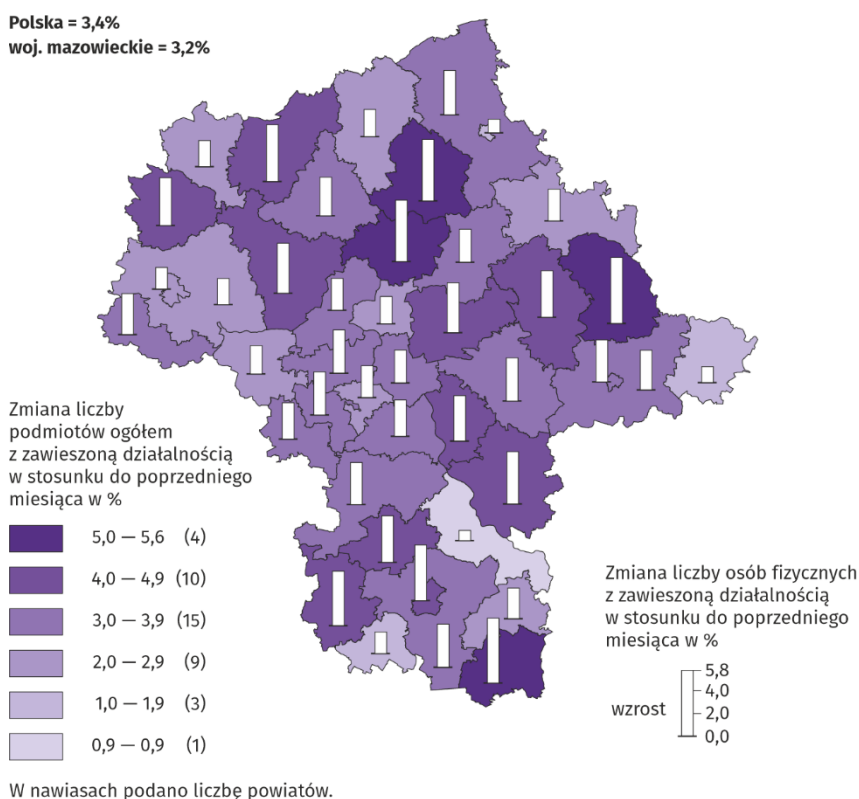 Polska = 3,4%
woj. mazowieckie = 3,2%
Zmiana liczby
podmiotów ogółem
z zawieszoną działalnością
w stosunku do poprzedniego
miesiąca w %
5,0 — 5,6 (4)
4,0 — 4,9 (10)
3,0 — 3,9 (15)
2,0 — 2,9 (9)
1,0 — 1,9 (3)
0,9 — 0,9 (1)
Zmiana liczby osób fizycznych
z zawieszoną działalnością
w stosunku do poprzedniego
miesiąca w %
wzrost
5,8
4,0
2,0
0,0
W nawiasach podano liczbę powiatów.